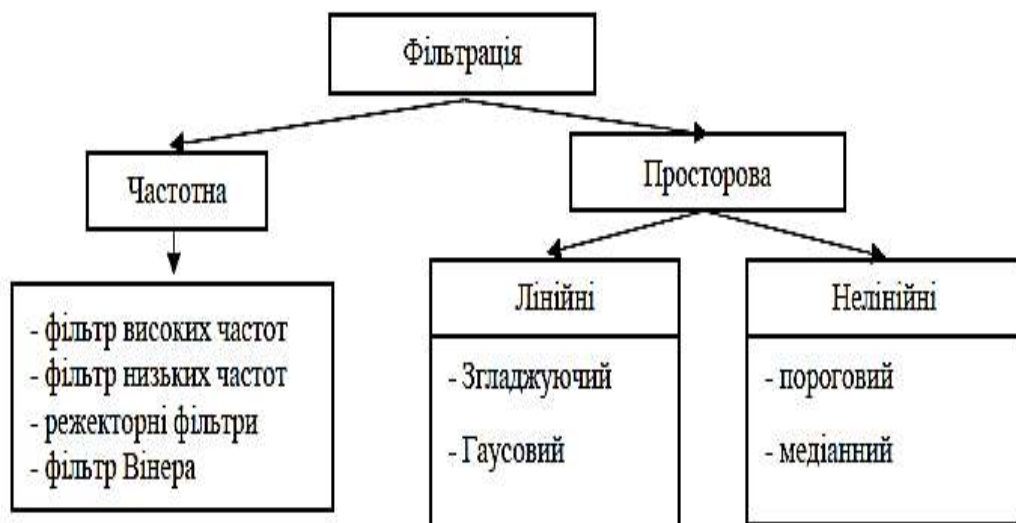 Фільтрація
Частотна
Просторова
- фільтр високих частот
- фільтр низьких частот
- режекторні фільтри
- фільтр Вінера
Лінійні
- Згладжуючий
- Гаусовий
Нелінійні
- пороговий
- медіанний